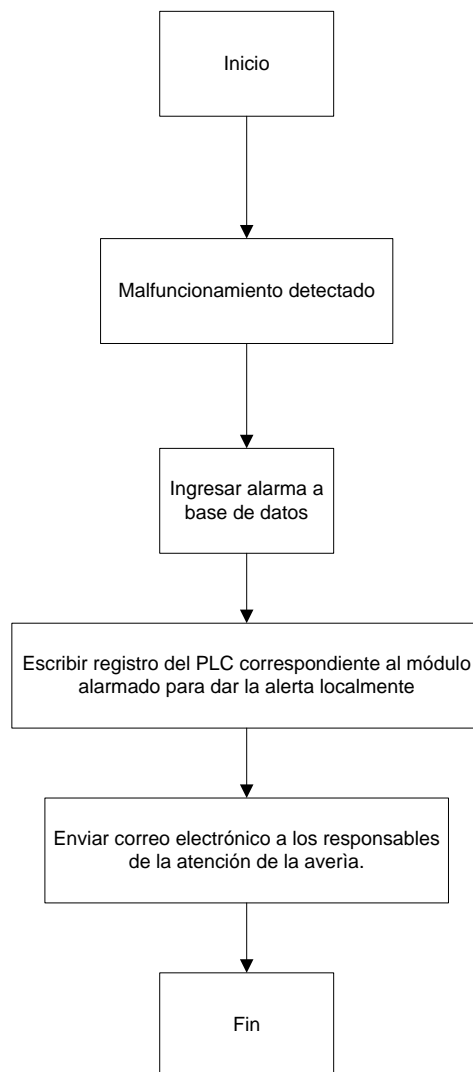 Inicio
Malfuncionamiento detectado
Ingresar alarma a
base de datos
Escribir registro del PLC correspondiente al módulo
alarmado para dar la alerta localmente
Enviar correo electrónico a los responsables
de la atención de la averìa.
Fin